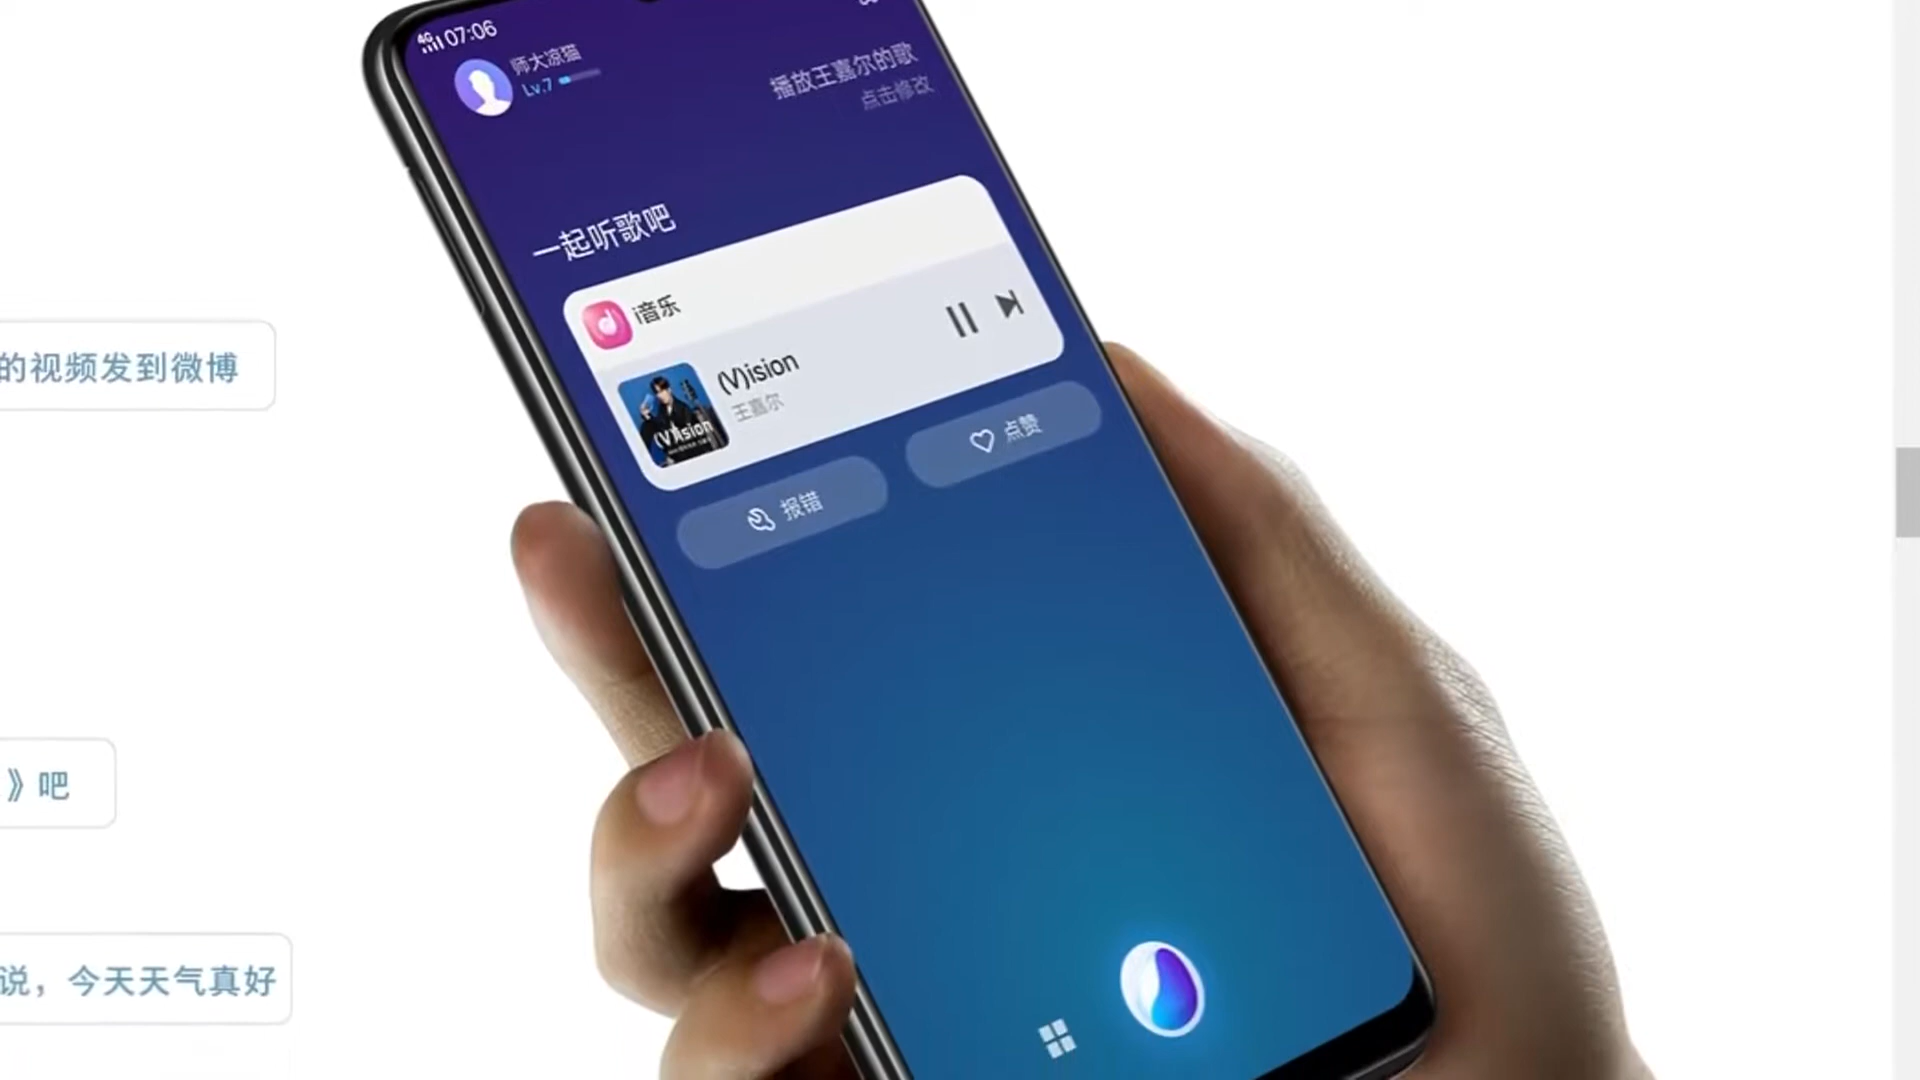 4G 07:06
师大凉猫
Lv.7
播放王嘉尔的歌
点击修改
一起听歌吧
i音乐
(V)ision
王嘉尔
(V)ision
点赞
报错
的视频发到微博
》吧
说，今天天气真好